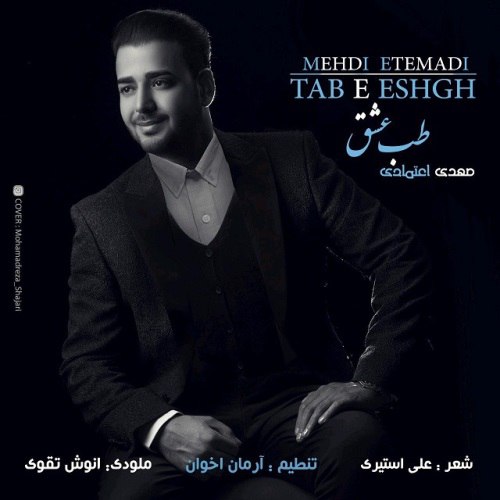 MEHDI ETEMADI
TAB E ESHGH
طب عشق
مهدی اعتمادی
COVER : Mohamadreza_Shajari
شعر : علی استیری تنظیم : آرمان اخوان ملودی: انوش تقوی